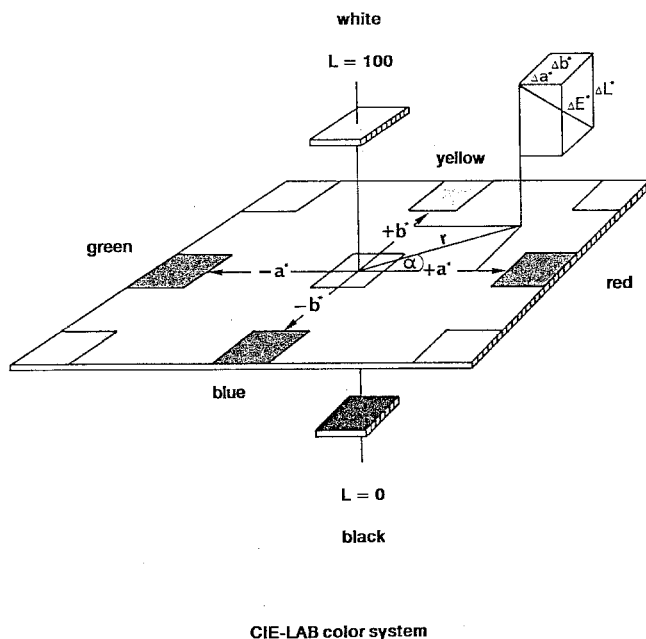 white
L = 100
Δa* Δb*
ΔE* ΔL*
yellow
+b*
r
green
−a*
α
+a*
red
−b*
blue
L = 0
black
CIE-LAB color system